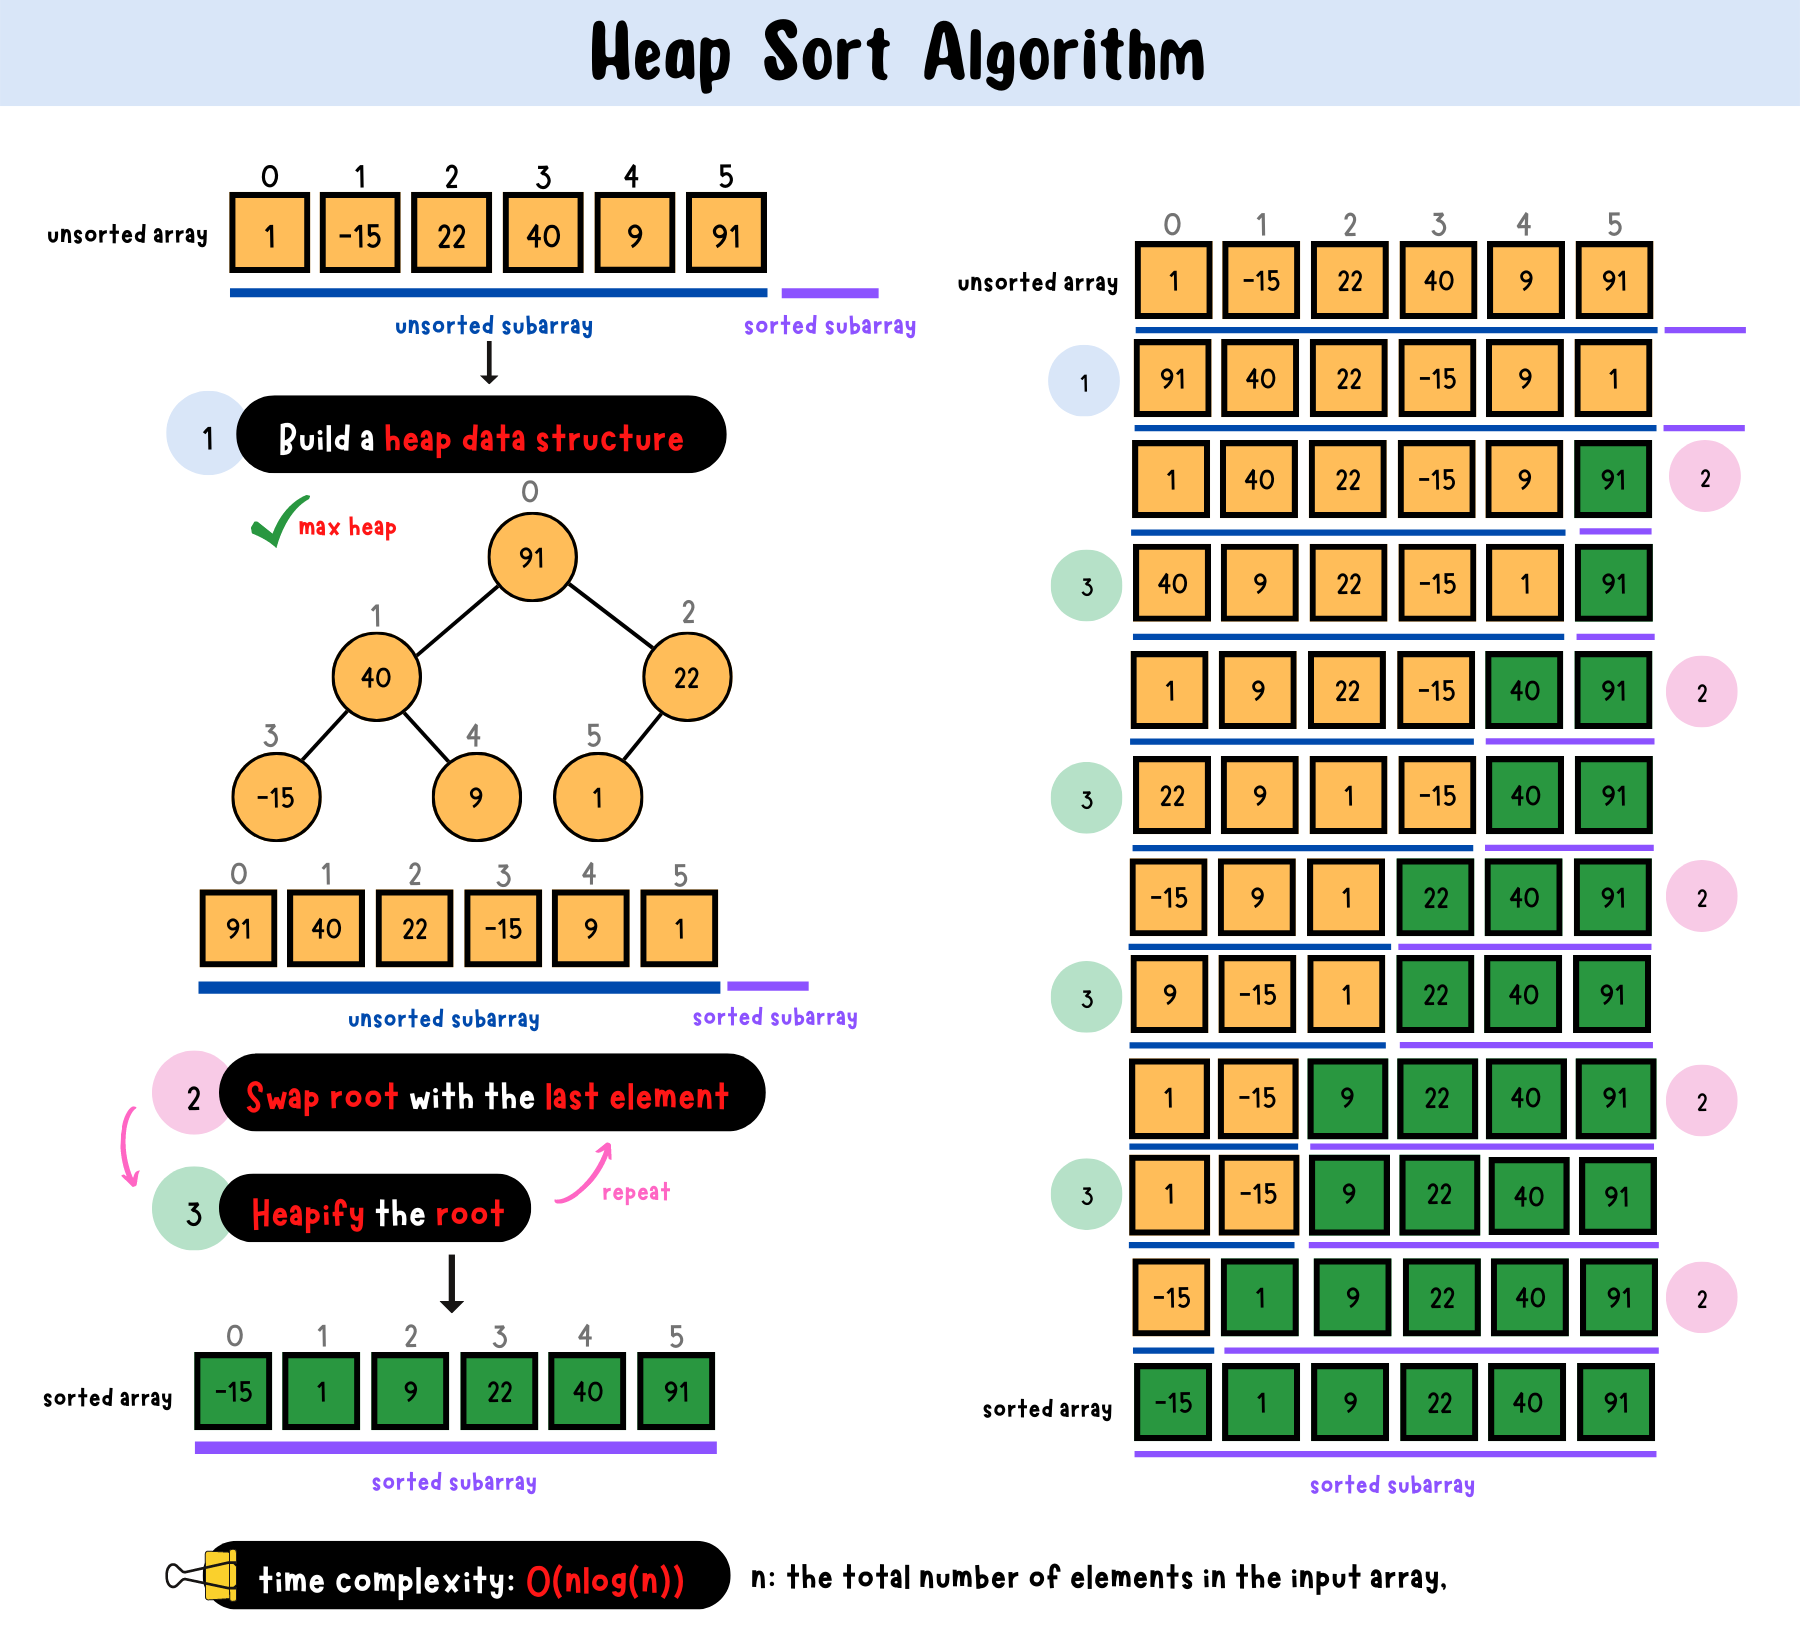 Heap Sort Algorithm
0 1 2 3 4 5
unsorted array 1 -15 22 40 9 91
unsorted subarray sorted subarray
1 Build a heap data structure
max heap
0
91
1 2
40 22
3 4 5
-15 9 1
0 1 2 3 4 5
91 40 22 -15 9 1
unsorted subarray sorted subarray
2 Swap root with the last element
3 Heapify the root
repeat
0 1 2 3 4 5
sorted array -15 1 9 22 40 91
sorted subarray
0 1 2 3 4 5
unsorted array 1 -15 22 40 9 91
1 91 40 22 -15 9 1
1 40 22 -15 9 91 2
3 40 9 22 -15 1 91
1 9 22 -15 40 91 2
3 22 9 1 -15 40 91
-15 9 1 22 40 91 2
3 9 -15 1 22 40 91
1 -15 9 22 40 91 2
3 1 -15 9 22 40 91
-15 1 9 22 40 91 2
sorted array -15 1 9 22 40 91
sorted subarray
time complexity: O(nlog(n)) n: the total number of elements in the input array,